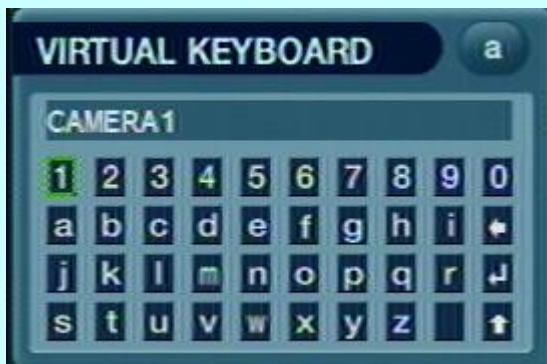 VIRTUAL KEYBOARD a
CAMERA1
1 2 3 4 5 6 7 8 9 0
a b c d e f g h i ←
j k l m n o p q r ↵
s t u v w x y z ↑